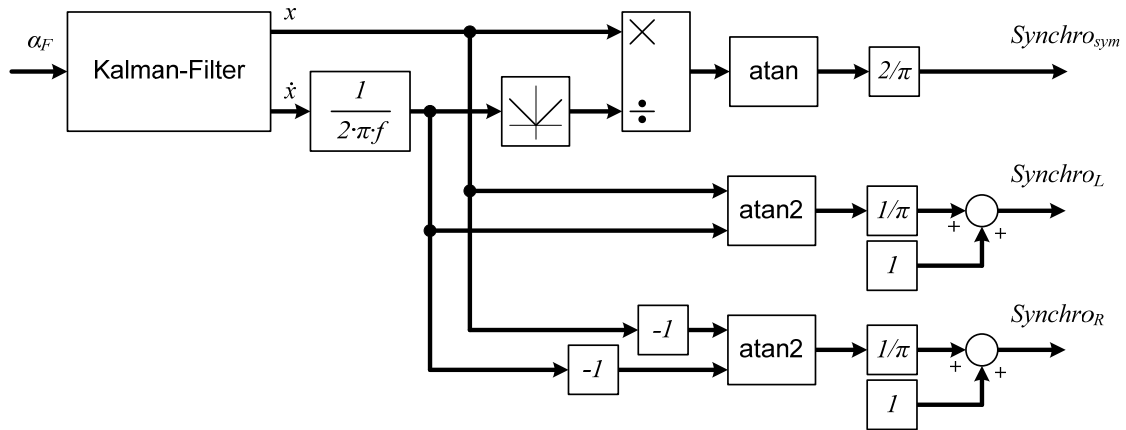 x
α_F
Kalman-Filter
ẋ
1
2·π·f
×
÷
atan
2/π
Synchro_sym
atan2
1/π
+
+
1
Synchro_L
-1
-1
atan2
1/π
+
+
1
Synchro_R